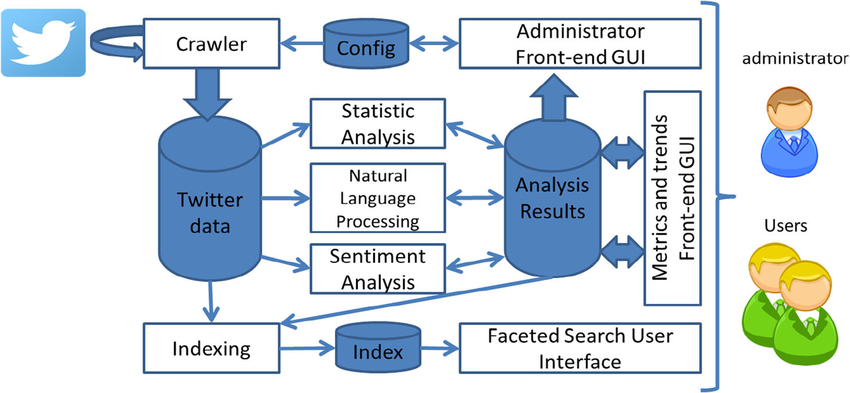 Crawler
Config
Administrator
Front-end GUI
administrator
Statistic
Analysis
Twitter
data
Natural
Language
Processing
Analysis
Results
Metrics and trends
Front-end GUI
Users
Sentiment
Analysis
Indexing
Index
Faceted Search User
Interface